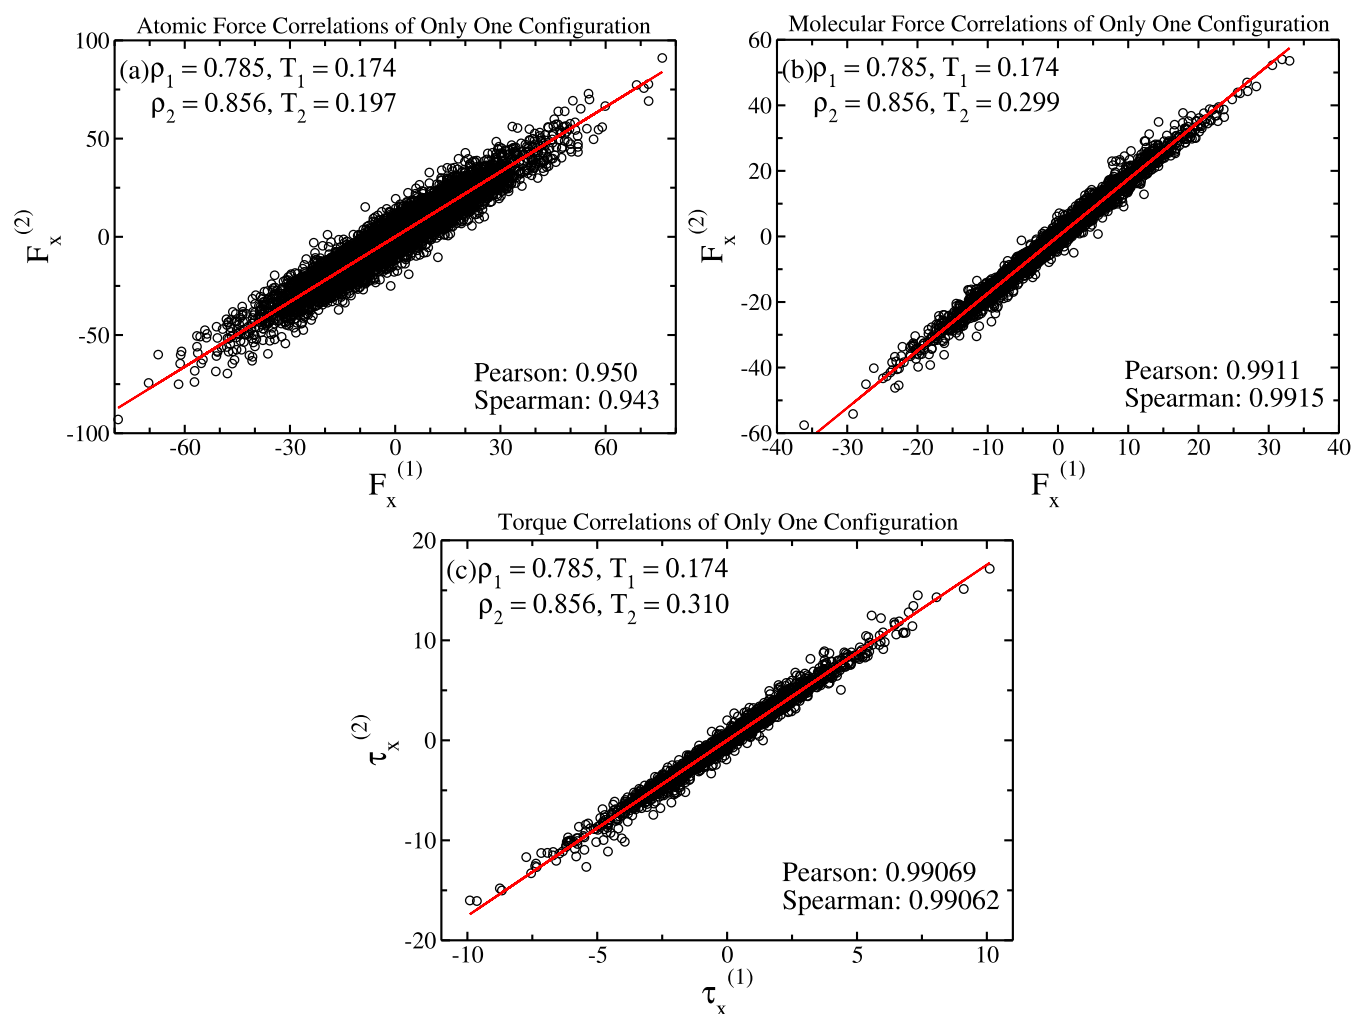 Atomic Force Correlations of Only One Configuration
(a) ρ1 = 0.785, T1 = 0.174
ρ2 = 0.856, T2 = 0.197
100
50
0
-50
-100
Fx(2)
Pearson: 0.950
Spearman: 0.943
-60 -30 0 30 60
Fx(1)
Molecular Force Correlations of Only One Configuration
(b) ρ1 = 0.785, T1 = 0.174
ρ2 = 0.856, T2 = 0.299
60
40
20
0
-20
-40
-60
Fx(2)
Pearson: 0.9911
Spearman: 0.9915
-40 -30 -20 -10 0 10 20 30 40
Fx(1)
Torque Correlations of Only One Configuration
(c) ρ1 = 0.785, T1 = 0.174
ρ2 = 0.856, T2 = 0.310
20
10
0
-10
-20
τx(2)
Pearson: 0.99069
Spearman: 0.99062
-10 -5 0 5 10
τx(1)